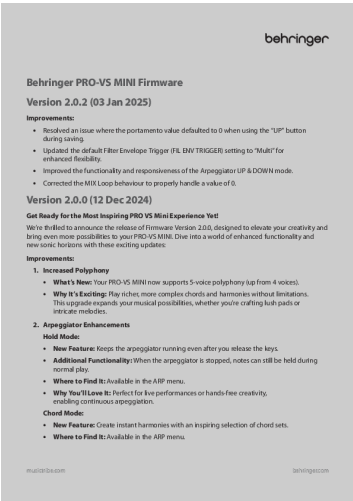 behringer
Behringer PRO-VS MINI Firmware
Version 2.0.2 (03 Jan 2025)
Improvements:
• Resolved an issue where the portamento value defaulted to 0 when using the "UP" button
during saving.
• Updated the default Filter Envelope Trigger (FIL ENV TRIGGER) setting to "Multi" for
enhanced flexibility.
• Improved the functionality and responsiveness of the Arpeggiator UP & DOWN mode.
• Corrected the MIX Loop behaviour to properly handle a value of 0.
Version 2.0.0 (12 Dec 2024)
Get Ready for the Most Inspiring PRO VS Mini Experience Yet!
We're thrilled to announce the release of Firmware Version 2.0.0, designed to elevate your creativity and
bring even more possibilities to your PRO-VS MINI. Dive into a world of enhanced functionality and
new sonic horizons with these exciting updates:
Improvements:
1. Increased Polyphony
• What's New: Your PRO-VS MINI now supports 5-voice polyphony (up from 4 voices).
• Why It's Exciting: Play richer, more complex chords and harmonies without limitations.
This upgrade expands your musical possibilities, whether you're crafting lush pads or
intricate melodies.
2. Arpeggiator Enhancements
Hold Mode:
• New Feature: Keeps the arpeggiator running even after you release the keys.
• Additional Functionality: When the arpeggiator is stopped, notes can still be held during
normal play.
• Where to Find It: Available in the ARP menu.
• Why You'll Love It: Perfect for live performances or hands-free creativity,
enabling continuous arpeggiation.
Chord Mode:
• New Feature: Create instant harmonies with an inspiring selection of chord sets.
• Where to Find It: Available in the ARP menu.
musictribe.com
behringer.com